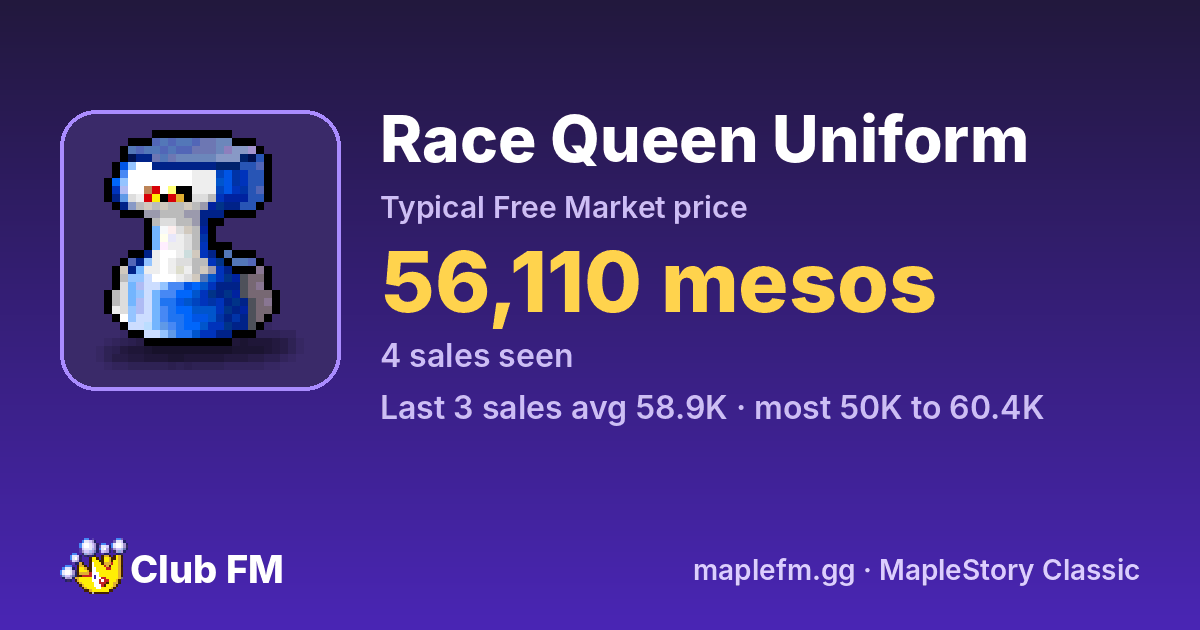 Race Queen Uniform
Typical Free Market price
56,110 mesos
4 sales seen
Last 3 sales avg 58.9K · most 50K to 60.4K
Club FM
maplefm.gg · MapleStory Classic